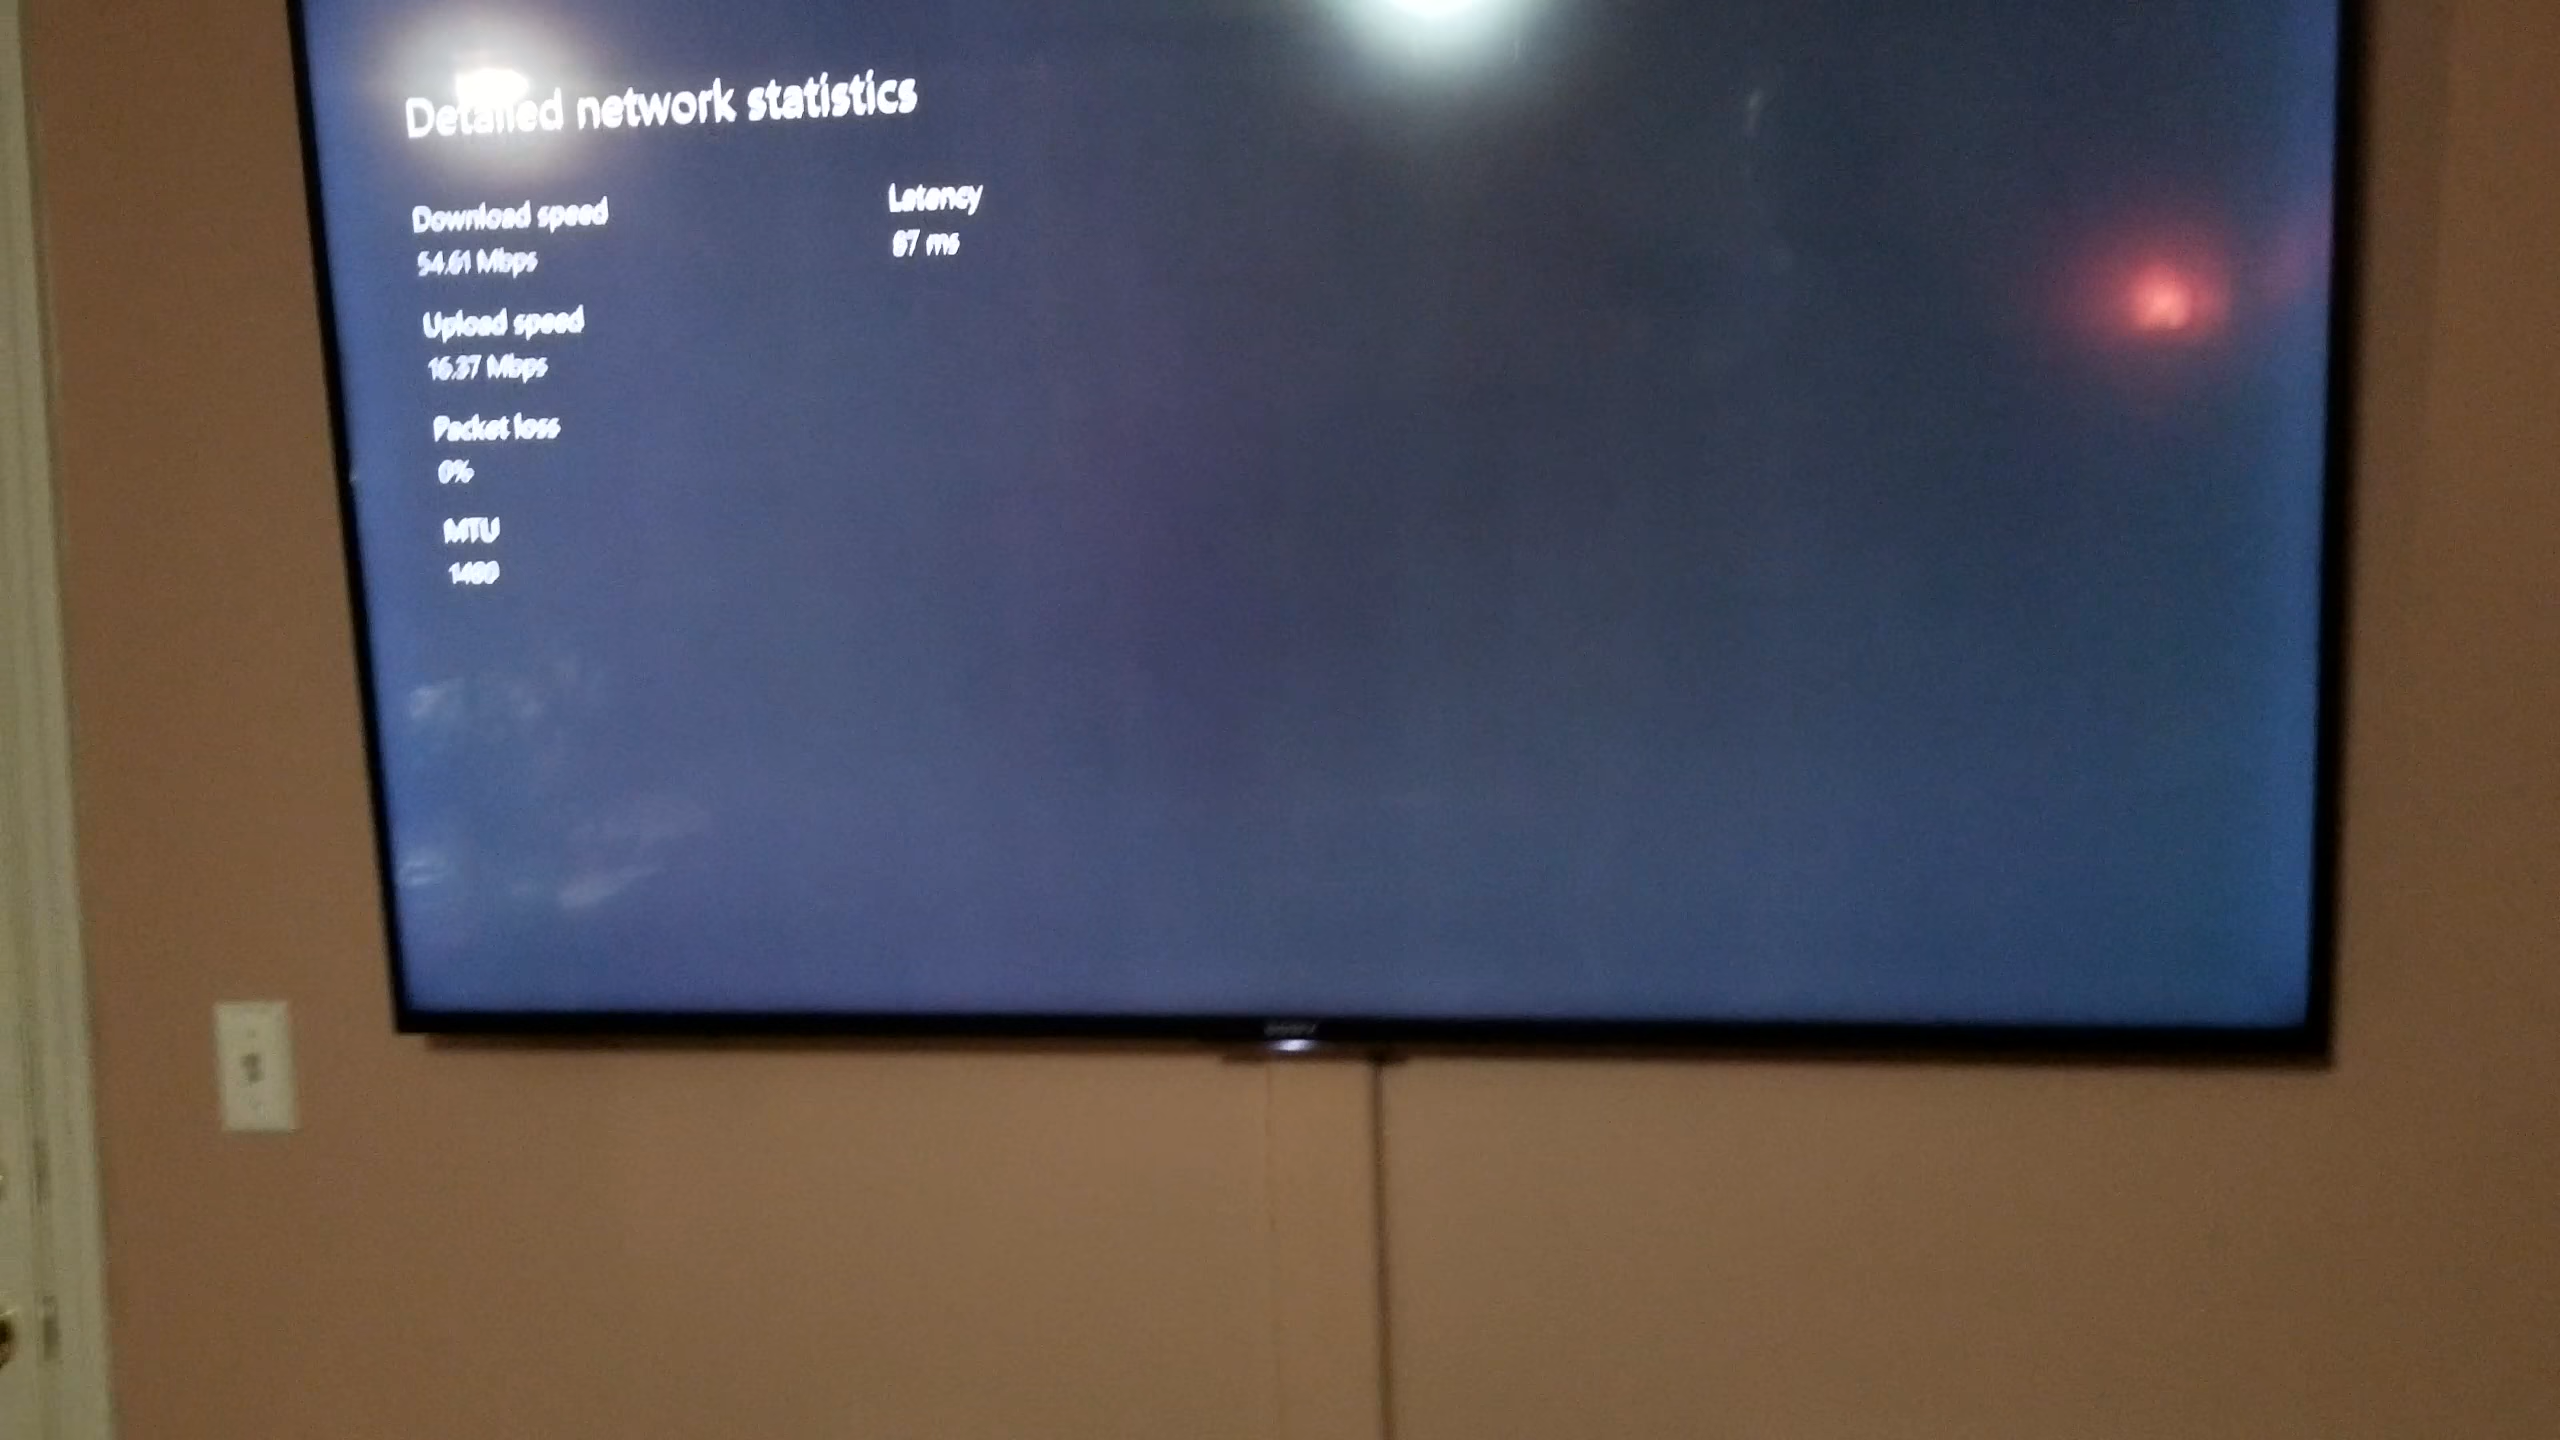 Detailed network statistics
Download speed
54.61 Mbps
Latency
87 ms
Upload speed
16.37 Mbps
Packet loss
0%
MTU
1480
SONY